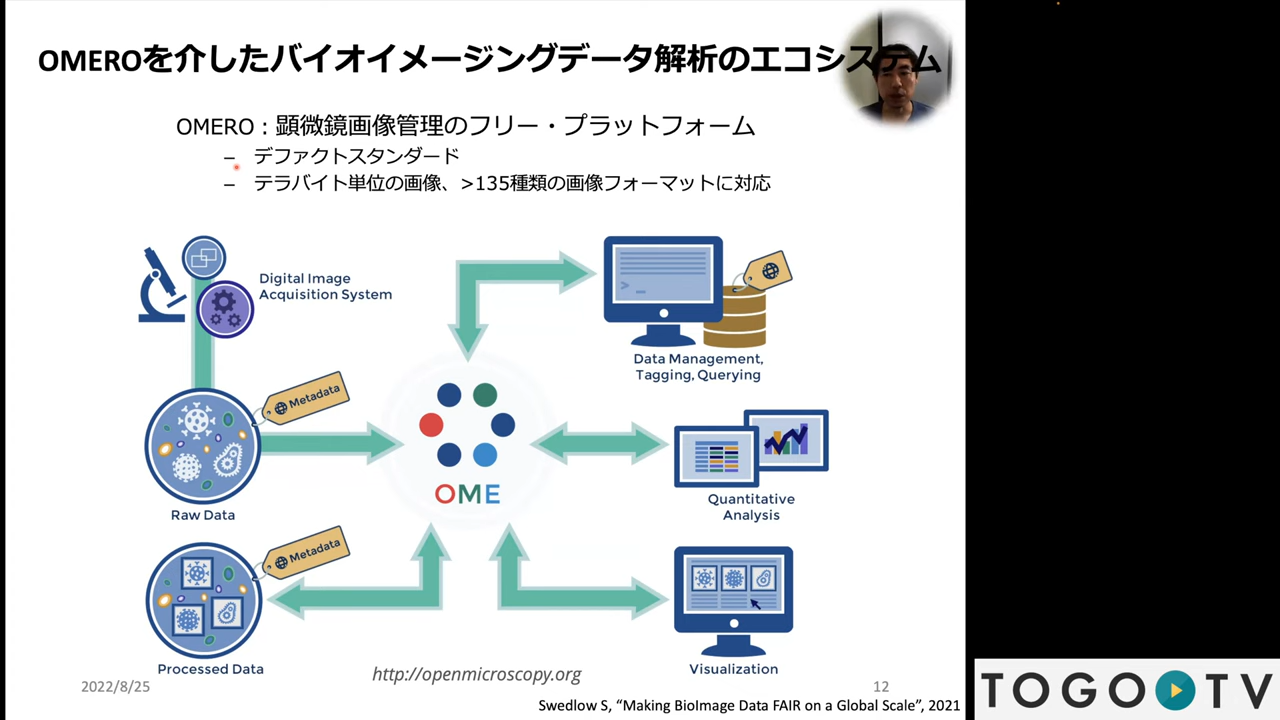 OMEROを介したバイオイメージングデータ解析のエコシステム
OMERO：顕微鏡画像管理のフリー・プラットフォーム
– デファクトスタンダード
– テラバイト単位の画像、>135種類の画像フォーマットに対応
Digital Image
Acquisition System
Data Management,
Tagging, Querying
Metadata
Raw Data
OME
Quantitative
Analysis
Metadata
Processed Data
Visualization
http://openmicroscopy.org
2022/8/25
12
Swedlow S, “Making BioImage Data FAIR on a Global Scale”, 2021
TOGO TV